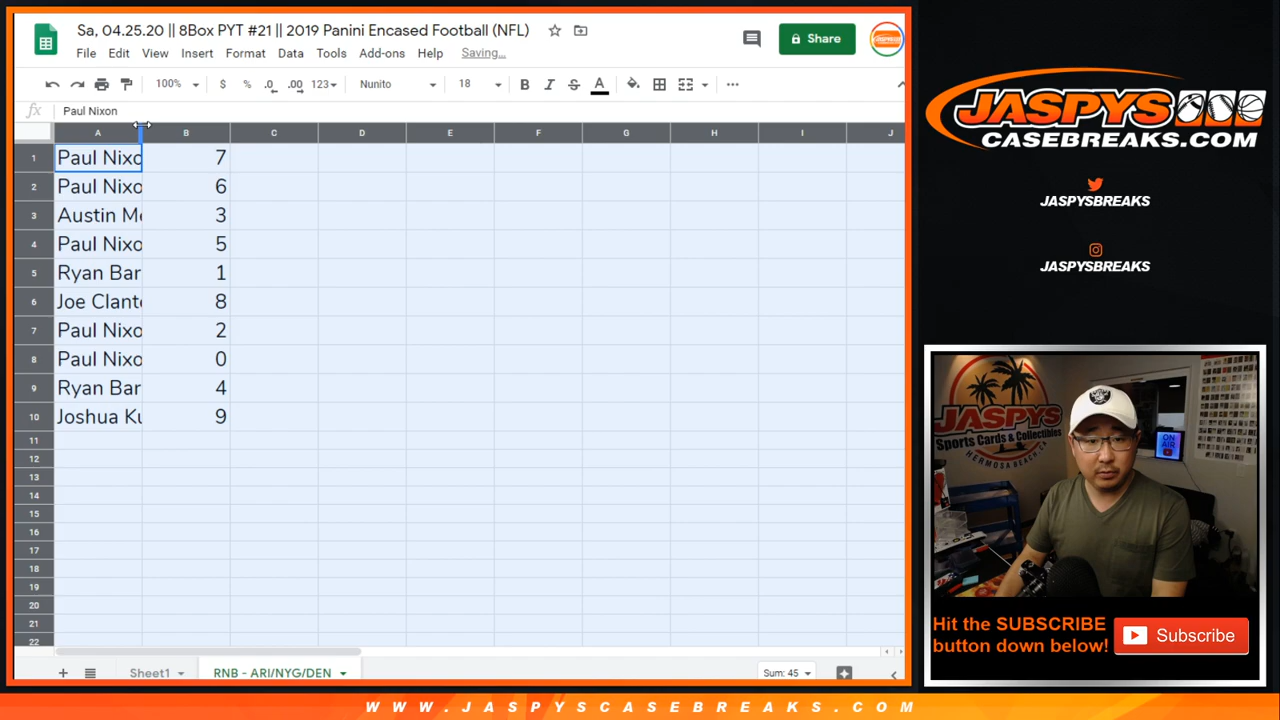 Sa, 04.25.20 || 8Box PYT #21 || 2019 Panini Encased Football (NFL)
File Edit View Insert Format Data Tools Add-ons Help Saving...
Share
100% $ % .0 .00 123 Nunito 18 B I S A
fx Paul Nixon
A B C D E F G H I J
1 Paul Nixo 7
2 Paul Nixo 6
3 Austin Mc 3
4 Paul Nixo 5
5 Ryan Bar 1
6 Joe Clant 8
7 Paul Nixo 2
8 Paul Nixo 0
9 Ryan Bar 4
10 Joshua Ku 9
11
12
13
14
15
16
17
18
19
20
21
22
Sheet1 RNB - ARI/NYG/DEN Sum: 45
JASPYS
CASEBREAKS.COM
JASPYSBREAKS
JASPYSBREAKS
JASPYS
Sports Cards & Collectibles
HERMOSA BEACH, CA
ON AIR
Hit the SUBSCRIBE
button down below!
Subscribe
WWW.JASPYSCASEBREAKS.COM